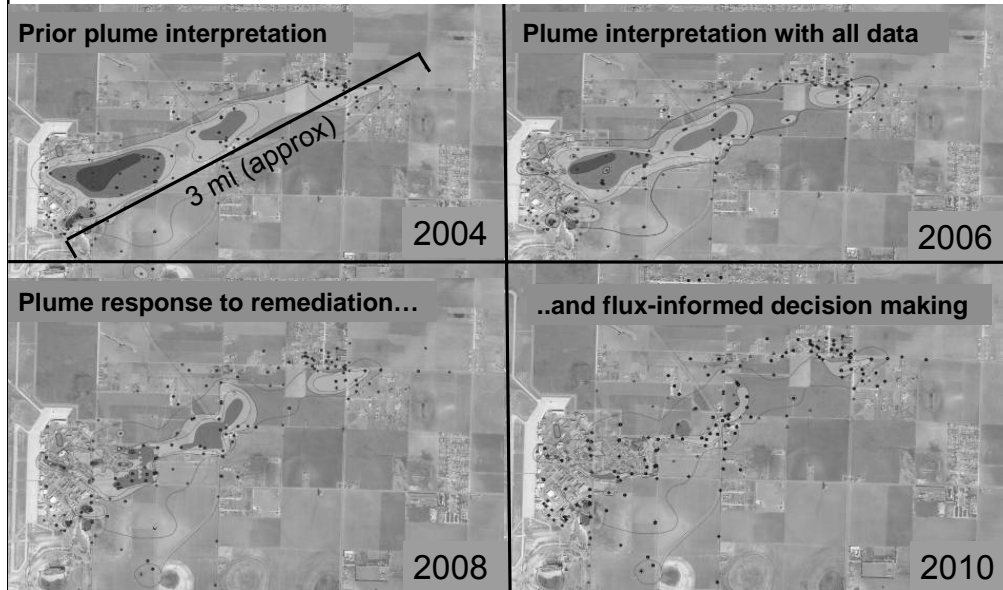 Prior plume interpretation
3 mi (approx)
2004
Plume interpretation with all data
2006
Plume response to remediation…
2008
..and flux-informed decision making
2010